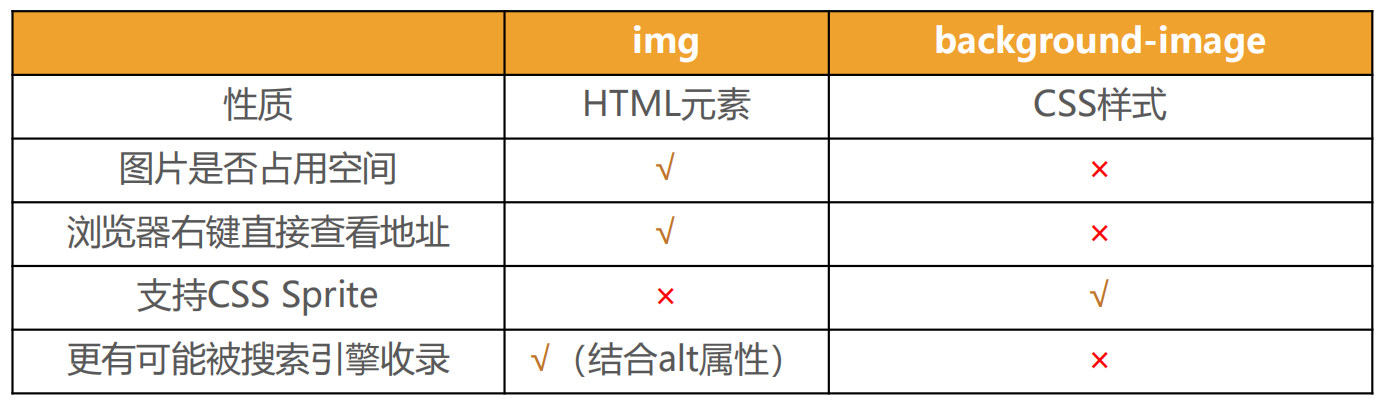 img background-image
性质 HTML元素 CSS样式
图片是否占用空间 √ ×
浏览器右键直接查看地址 √ ×
支持CSS Sprite × √
更有可能被搜索引擎收录 √（结合alt属性） ×